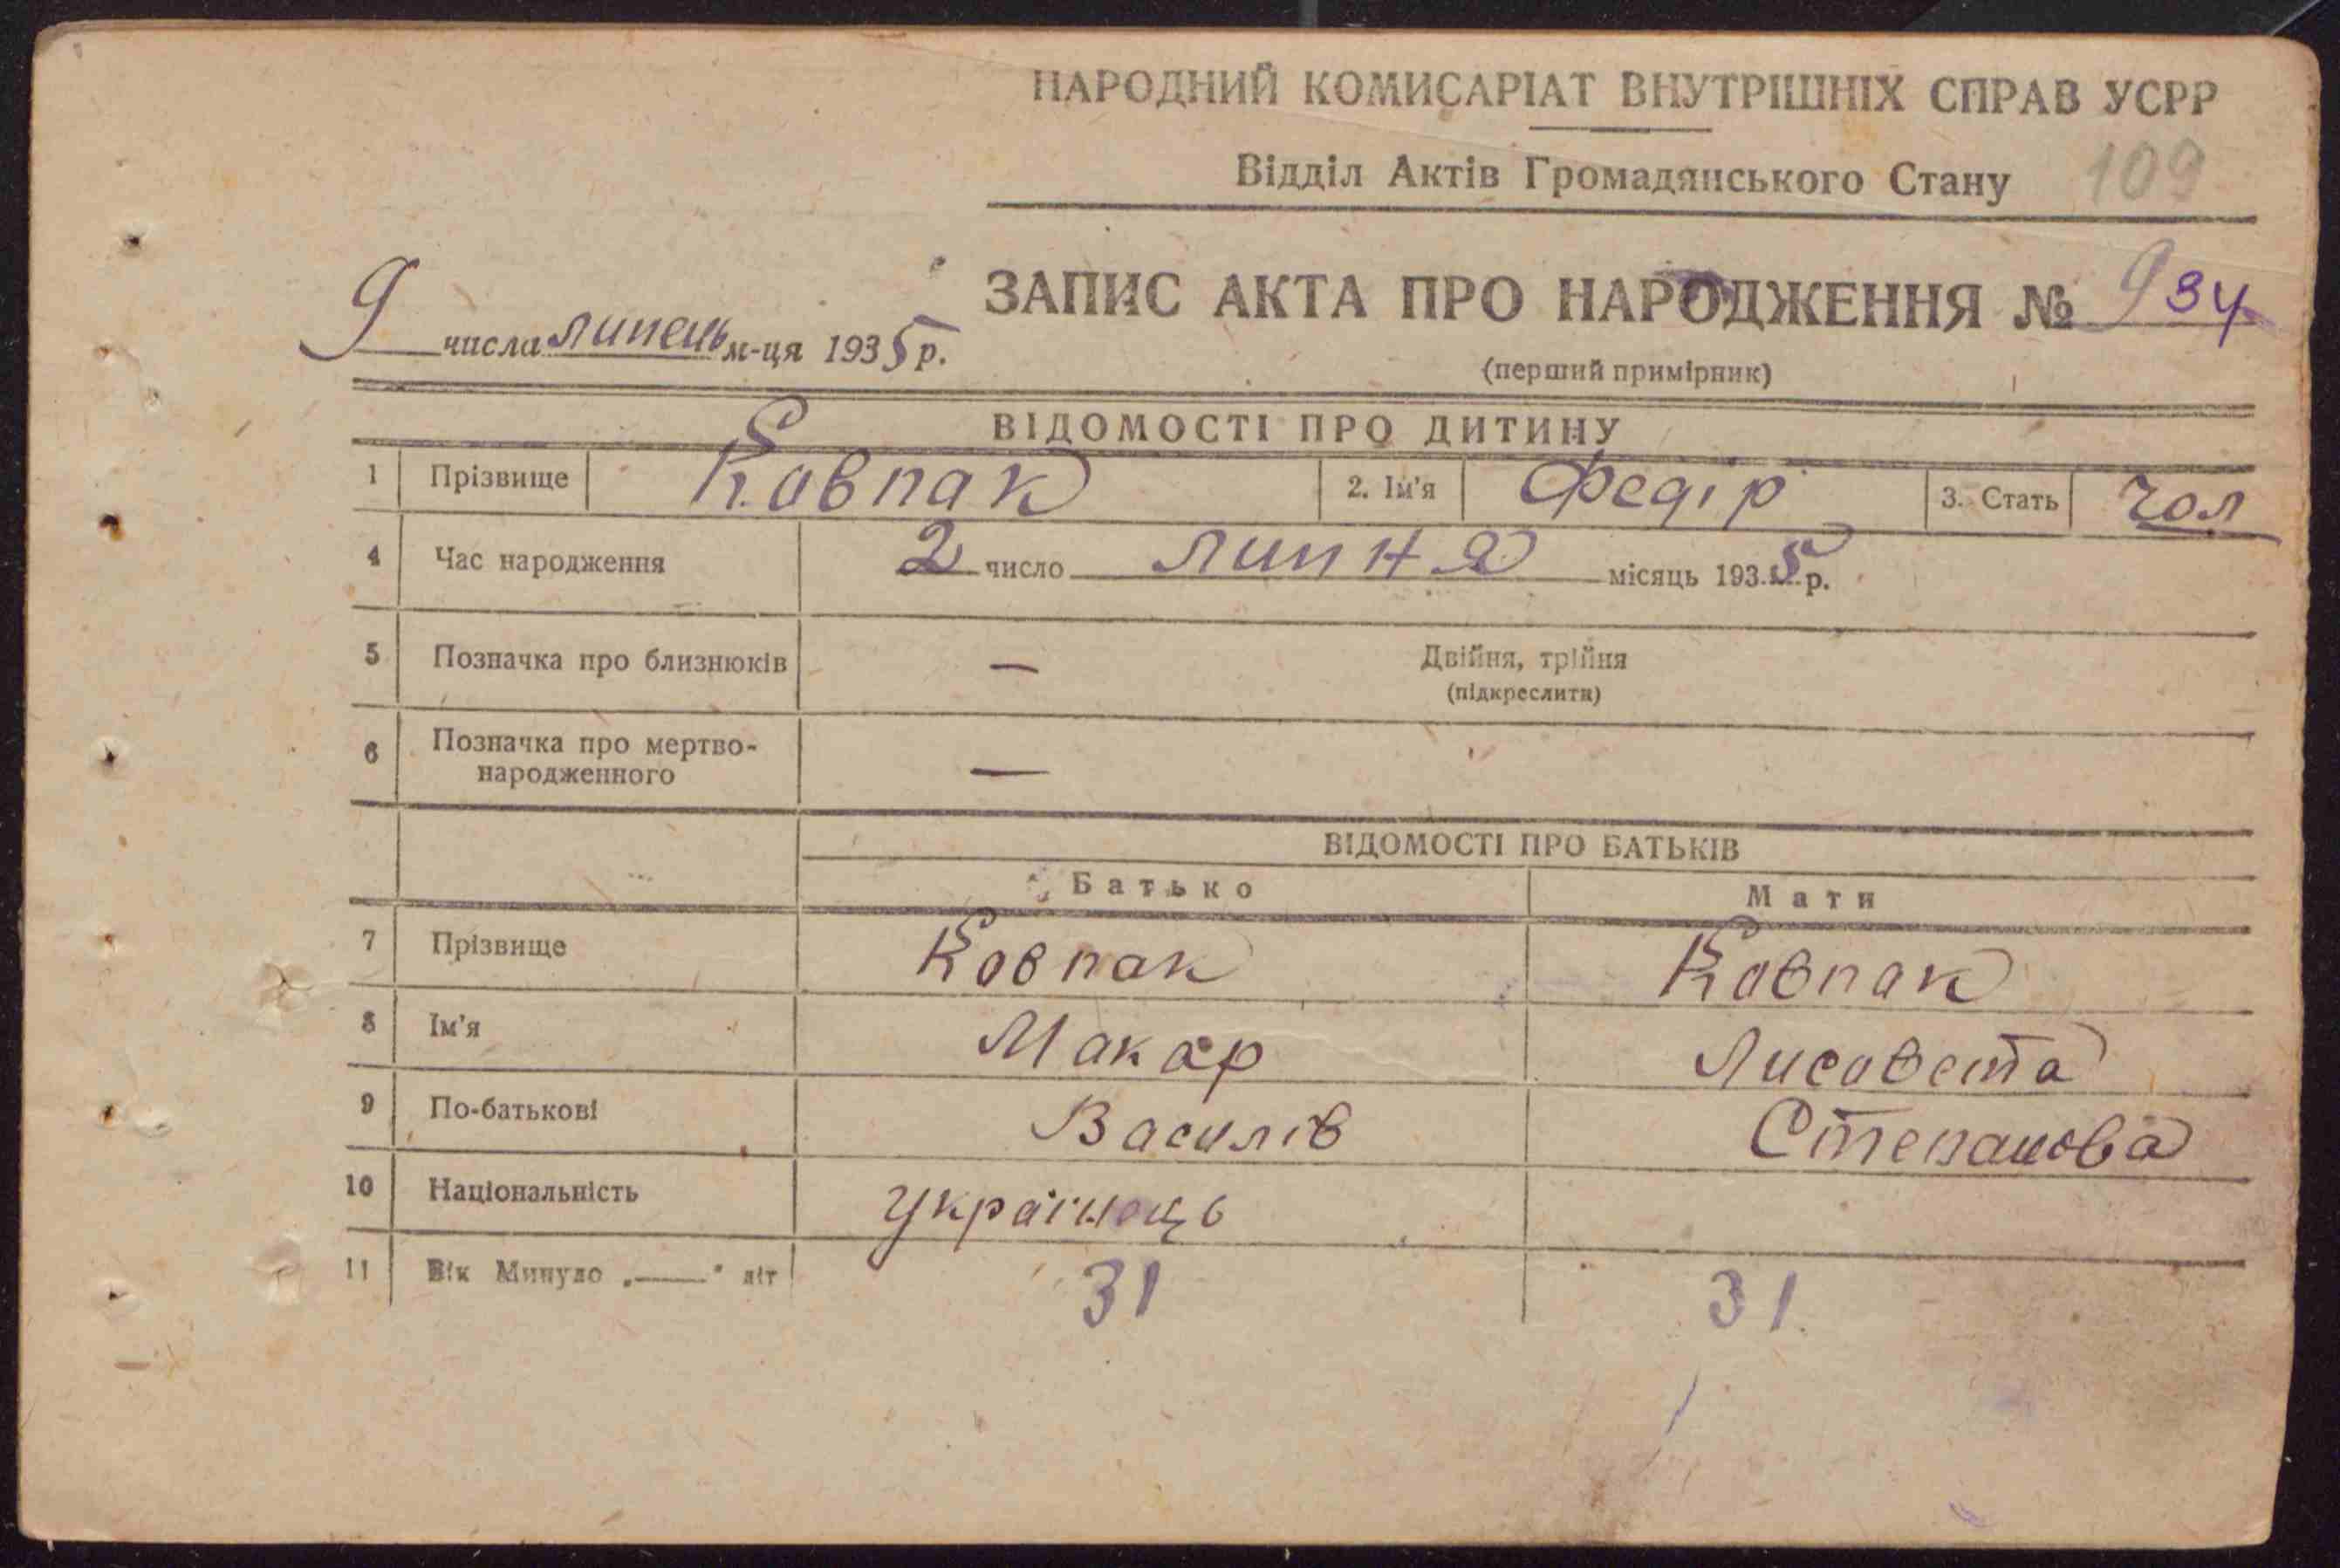 НАРОДНИЙ КОМИСАРІАТ ВНУТРІШНІХ СПРАВ УСРР
Відділ Актів Громадянського Стану 109
ЗАПИС АКТА ПРО НАРОДЖЕННЯ № 934
9 числа липець м-ця 1935 р.
(перший примірник)
ВІДОМОСТІ ПРО ДИТИНУ
1 Прізвище Ковпак 2. Ім'я Федір 3. Стать Чол
4 Час народження 2 число липня місяць 1935 р.
5 Позначка про близнюків — Двійня, трійня
(підкреслити)
6 Позначка про мертво-
народженного —
ВІДОМОСТІ ПРО БАТЬКІВ
Батько Мати
7 Прізвище Ковпак Ковпак
8 Ім'я Макар Лисавета
9 По-батькові Василів Степанова
10 Національність Українець
11 Вік Минуло „——" літ 31 31